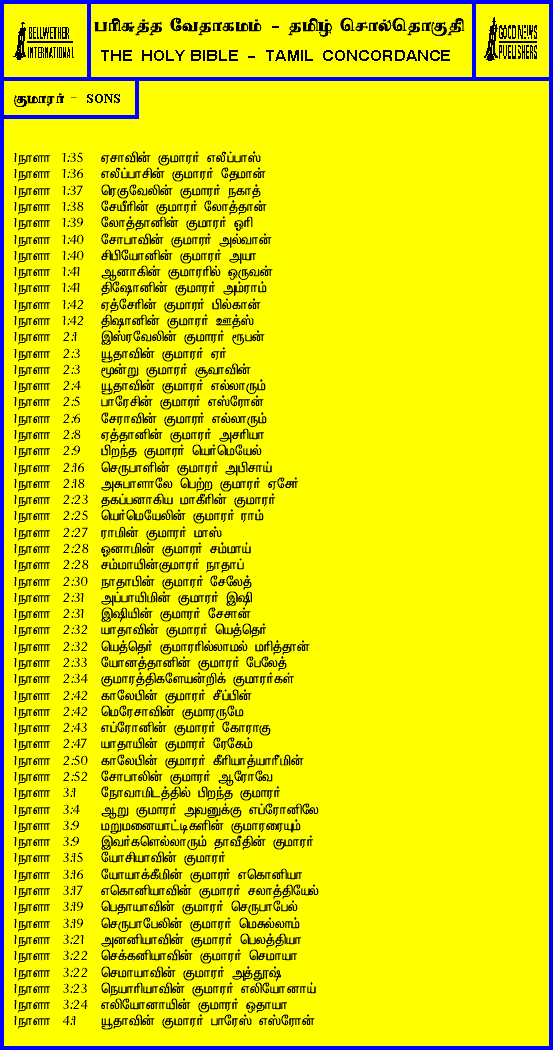 BELLWETHER
INTERNATIONAL
பரிசுத்த வேதாகமம் - தமிழ் சொல்தொகுதி
THE HOLY BIBLE - TAMIL CONCORDANCE
GOOD NEWS
PUBLISHERS
குமாரர் - SONS
1நாளா 1:35 ஏசாவின் குமாரர் எலீப்பாஸ்
1நாளா 1:36 எலீப்பாசின் குமாரர் தேமான்
1நாளா 1:37 ரெகுவேலின் குமாரர் நகாத்
1நாளா 1:38 சேயீரின் குமாரர் லோத்தான்
1நாளா 1:39 லோத்தானின் குமாரர் ஓரி
1நாளா 1:40 சோபாவின் குமாரர் அல்வான்
1நாளா 1:40 சிபியோனின் குமாரர் அயா
1நாளா 1:41 ஆனாகின் குமாரரில் ஒருவன்
1நாளா 1:41 திஷோனின் குமாரர் அம்ராம்
1நாளா 1:42 ஏத்சேரின் குமாரர் பில்கான்
1நாளா 1:42 திஷானின் குமாரர் ஊத்ஸ்
1நாளா 2:1 இஸ்ரவேலின் குமாரர் ரூபன்
1நாளா 2:3 யூதாவின் குமாரர் ஏர்
1நாளா 2:3 மூன்று குமாரர் சூவாவின்
1நாளா 2:4 யூதாவின் குமாரர் எல்லாரும்
1நாளா 2:5 பாரேசின் குமாரர் எஸ்ரோன்
1நாளா 2:6 சேராவின் குமாரர் எல்லாரும்
1நாளா 2:8 ஏத்தானின் குமாரர் அசரியா
1நாளா 2:9 பிறந்த குமாரர் யெர்மெயேல்
1நாளா 2:16 செருயாளின் குமாரர் அபிசாய்
1நாளா 2:18 அசுபாளாலே பெற்ற குமாரர் ஏசேர்
1நாளா 2:23 தகப்பனாகிய மாகீரின் குமாரர்
1நாளா 2:25 யெர்மெயேலின் குமாரர் ராம்
1நாளா 2:27 ராமின் குமாரர் மாஸ்
1நாளா 2:28 ஓனாமின் குமாரர் சம்மாய்
1நாளா 2:28 சம்மாயின்குமாரர் நாதாப்
1நாளா 2:30 நாதாபின் குமாரர் சேலேத்
1நாளா 2:31 அப்பாயிமின் குமாரர் இஷி
1நாளா 2:31 இஷியின் குமாரர் சேசான்
1நாளா 2:32 யாதாவின் குமாரர் யெத்தெர்
1நாளா 2:32 யெத்தெர் குமாரரில்லாமல் மரித்தான்
1நாளா 2:33 யோனத்தானின் குமாரர் பேலேத்
1நாளா 2:34 குமாரத்திகளேயன்றிக் குமாரர்கள்
1நாளா 2:42 காலேபின் குமாரர் சீப்பின்
1நாளா 2:42 மெரேசாவின் குமாரருமே
1நாளா 2:43 எப்ரோனின் குமாரர் கோராகு
1நாளா 2:47 யாதாயின் குமாரர் ரேகேம்
1நாளா 2:50 காலேபின் குமாரர் கீரியாத்யாரீமின்
1நாளா 2:52 சோபாலின் குமாரர் ஆரோவே
1நாளா 3:1 நோவாமிடத்தில் பிறந்த குமாரர்
1நாளா 3:4 ஆறு குமாரர் அவனுக்கு எப்ரோனிலே
1நாளா 3:9 மறுமனையாட்டிகளின் குமாரரையும்
1நாளா 3:9 இவர்களெல்லாரும் தாவீதின் குமாரர்
1நாளா 3:15 யோசியாவின் குமாரர்
1நாளா 3:16 யோயாக்கீமின் குமாரர் எகொனியா
1நாளா 3:17 எகொனியாவின் குமாரர் சலாத்தியேல்
1நாளா 3:19 பெதாயாவின் குமாரர் செருபாபேல்
1நாளா 3:19 செருபாபேலின் குமாரர் மெசுல்லாம்
1நாளா 3:21 அனனியாவின் குமாரர் பெலத்தியா
1நாளா 3:22 செக்கனியாவின் குமாரர் செமாயா
1நாளா 3:22 செமாயாவின் குமாரர் அத்தூஷ்
1நாளா 3:23 நெயாரியாவின் குமாரர் எலியோனாய்
1நாளா 3:24 எலியோனாயின் குமாரர் ஒதாயா
1நாளா 4:1 யூதாவின் குமாரர் பாரேஸ் எஸ்ரோன்